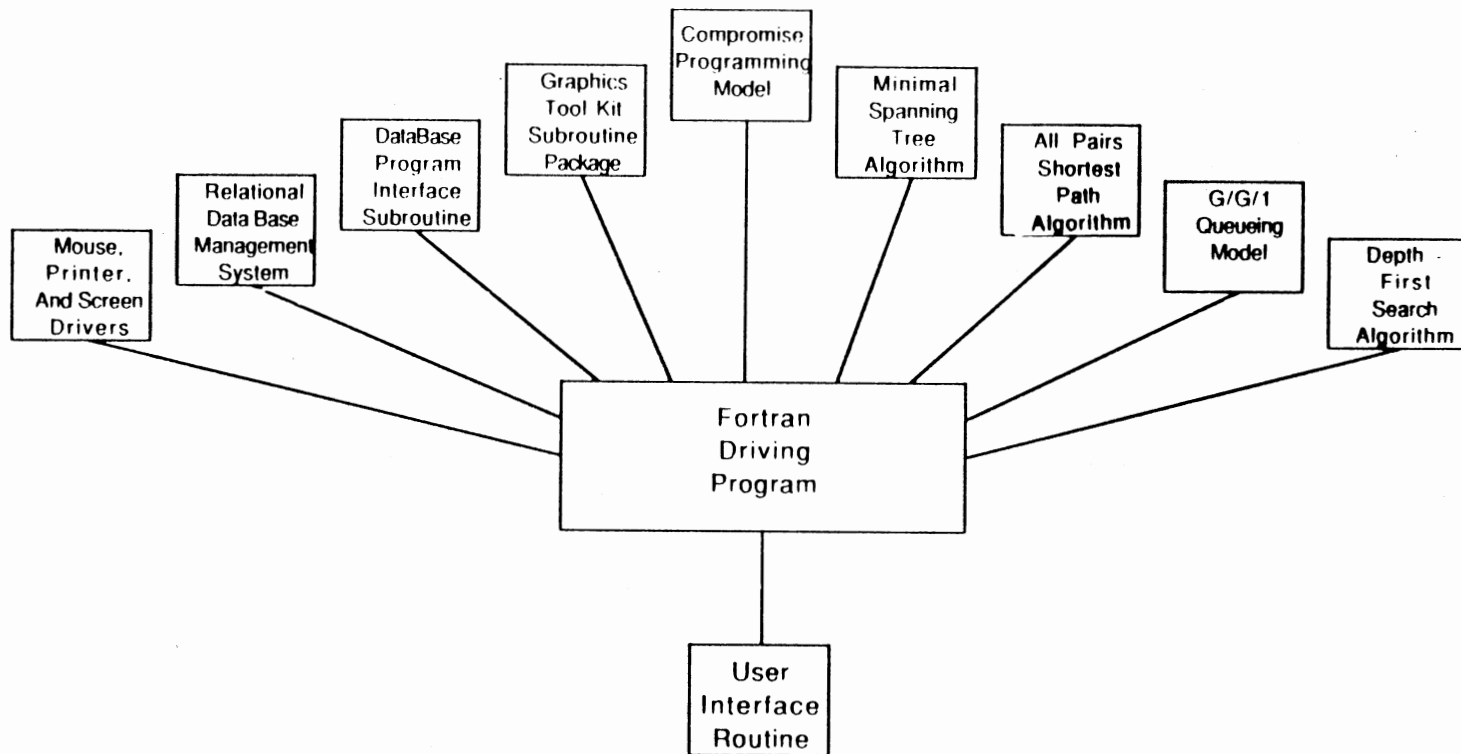 Mouse,
Printer,
And Screen
Drivers
Relational
Data Base
Management
System
DataBase
Program
Interface
Subroutine
Graphics
Tool Kit
Subroutine
Package
Compromise
Programming
Model
Minimal
Spanning
Tree
Algorithm
All Pairs
Shortest
Path
Algorithm
G/G/1
Queueing
Model
Depth -
First
Search
Algorithm
Fortran
Driving
Program
User
Interface
Routine